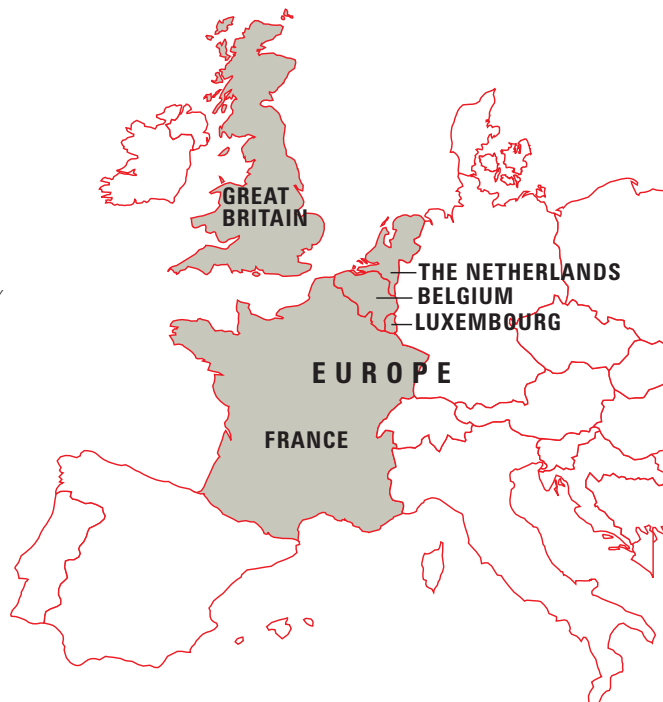 GREAT
BRITAIN
THE NETHERLANDS
BELGIUM
LUXEMBOURG
EUROPE
FRANCE